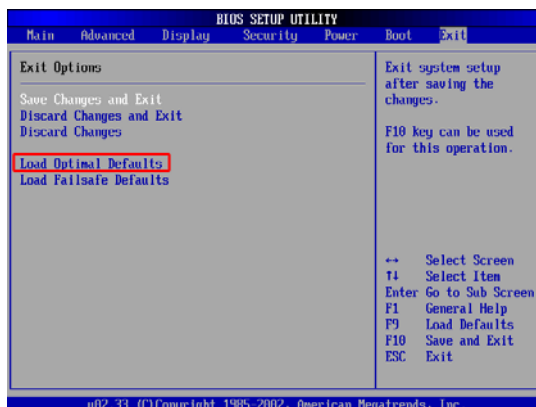 BIOS SETUP UTILITY
Main Advanced Display Security Power Boot Exit
Exit Options
Save Changes and Exit
Discard Changes and Exit
Discard Changes
Load Optimal Defaults
Load Failsafe Defaults
Exit system setup
after saving the
changes.
F10 key can be used
for this operation.
↔ Select Screen
↑↓ Select Item
Enter Go to Sub Screen
F1 General Help
F9 Load Defaults
F10 Save and Exit
ESC Exit
v02.33 (C)Copyright 1985-2002, American Megatrends, Inc.